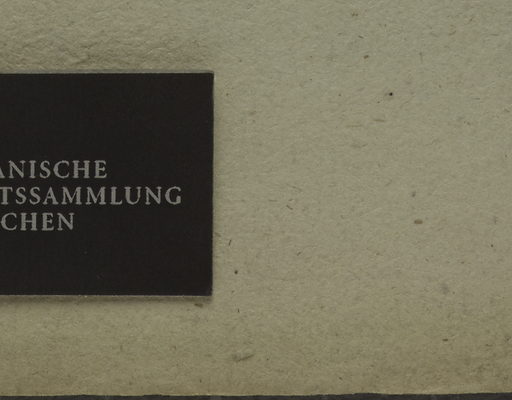 ANISCHE
TSSAMMLUNG
CHEN